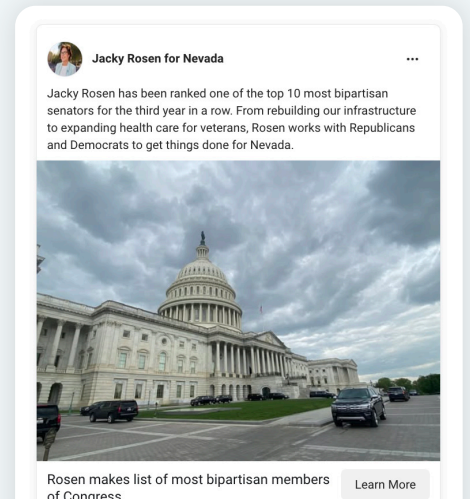 Jacky Rosen for Nevada
Jacky Rosen has been ranked one of the top 10 most bipartisan
senators for the third year in a row. From rebuilding our infrastructure
to expanding health care for veterans, Rosen works with Republicans
and Democrats to get things done for Nevada.
Rosen makes list of most bipartisan members
of Congress
Learn More